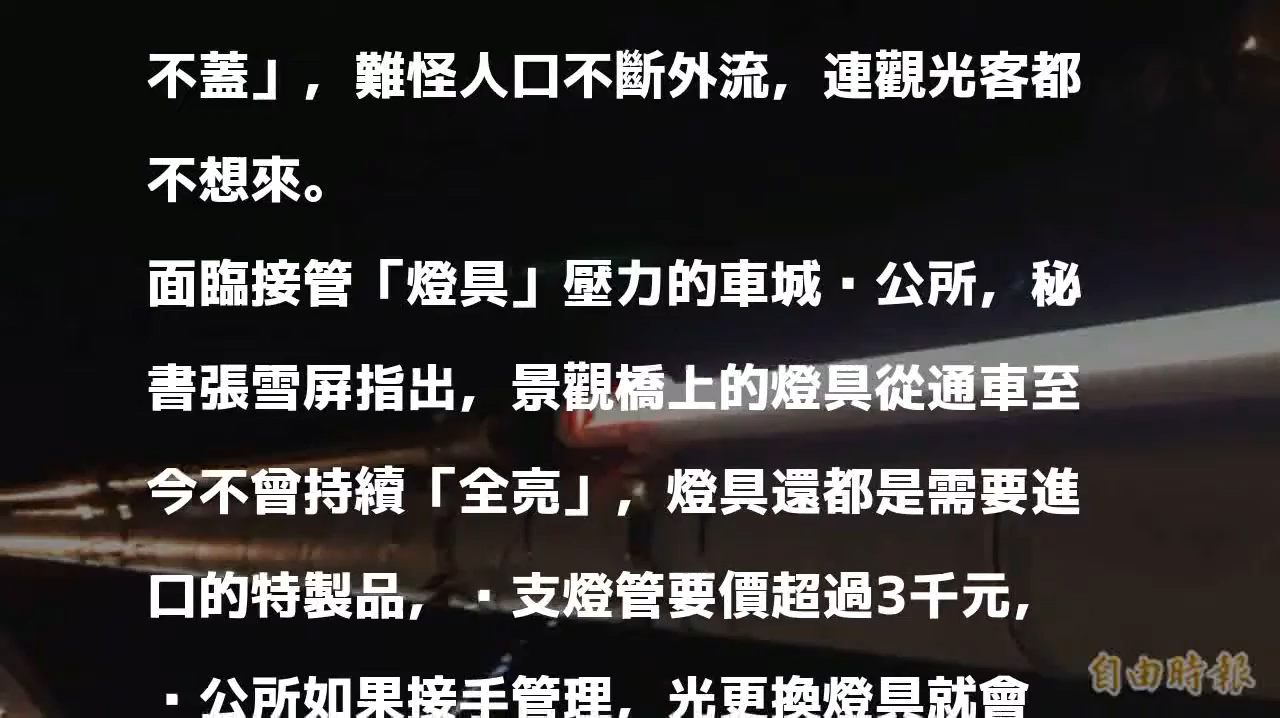 不蓋」，難怪人口不斷外流，連觀光客都
不想來。
面臨接管「燈具」壓力的車城·公所，秘
書張雪屏指出，景觀橋上的燈具從通車至
今不曾持續「全亮」，燈具還都是需要進
口的特製品，·支燈管要價超過3千元，
·公所如果接手管理，光更換燈具就會
自由時報